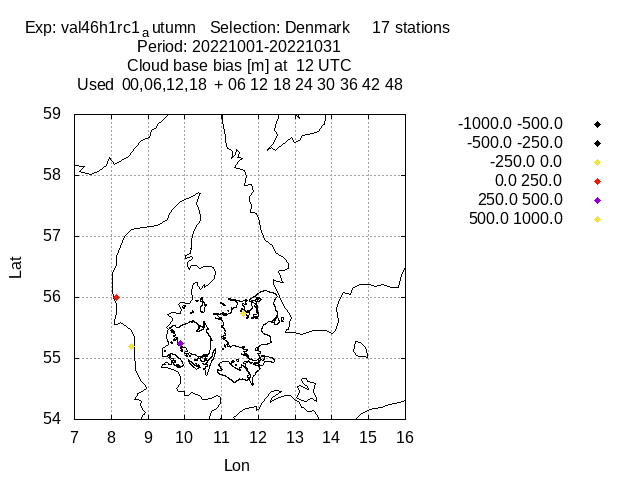 Exp: val46h1rc1autumn Selection: Denmark 17 stations
Period: 20221001-20221031
Cloud base bias [m] at 12 UTC
Used 00,06,12,18 + 06 12 18 24 30 36 42 48
-1000.0 -500.0
-500.0 -250.0
-250.0 0.0
0.0 250.0
250.0 500.0
500.0 1000.0
59
58
57
56
55
54
Lat
7 8 9 10 11 12 13 14 15 16
Lon